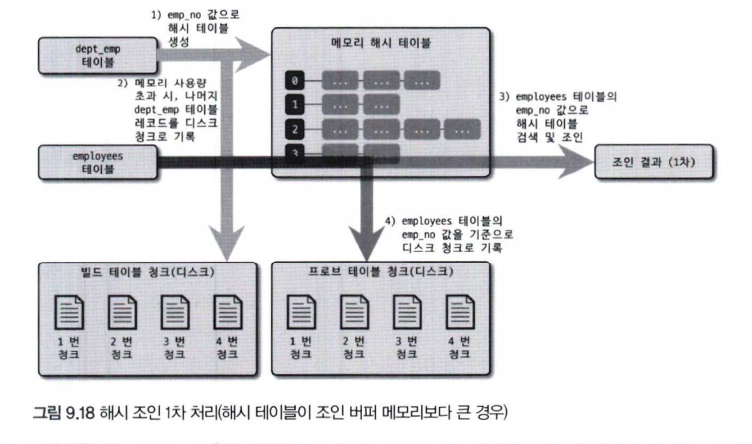 1) emp_no 값으로
해시 테이블
생성
dept_emp
테이블
메모리 해시 테이블
0
... ... ...
1
... ...
2
... ... ... ...
3
... ...
2) 메모리 사용량
초과 시, 나머지
dept_emp 테이블
레코드를 디스크
청크로 기록
3) employees 테이블의
emp_no 값으로
해시 테이블
검색 및 조인
employees
테이블
조인 결과 (1차)
4) employees 테이블의
emp_no 값을 기준으로
디스크 청크로 기록
빌드 테이블 청크(디스크)
1 번
청크
2 번
청크
3 번
청크
4 번
청크
프로브 테이블 청크(디스크)
1 번
청크
2 번
청크
3 번
청크
4 번
청크
그림 9.18 해시 조인 1차 처리(해시 테이블이 조인 버퍼 메모리보다 큰 경우)